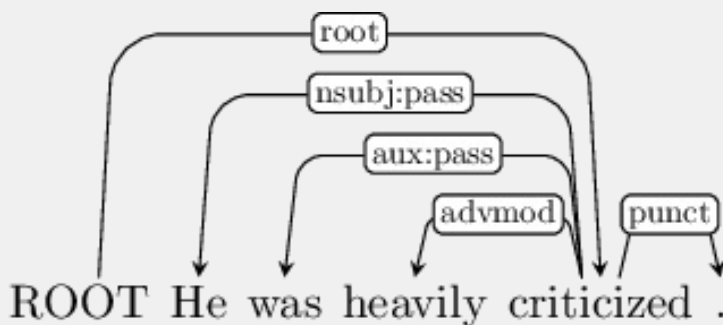 root
nsubj:pass
aux:pass
advmod punct
ROOT He was heavily criticized .